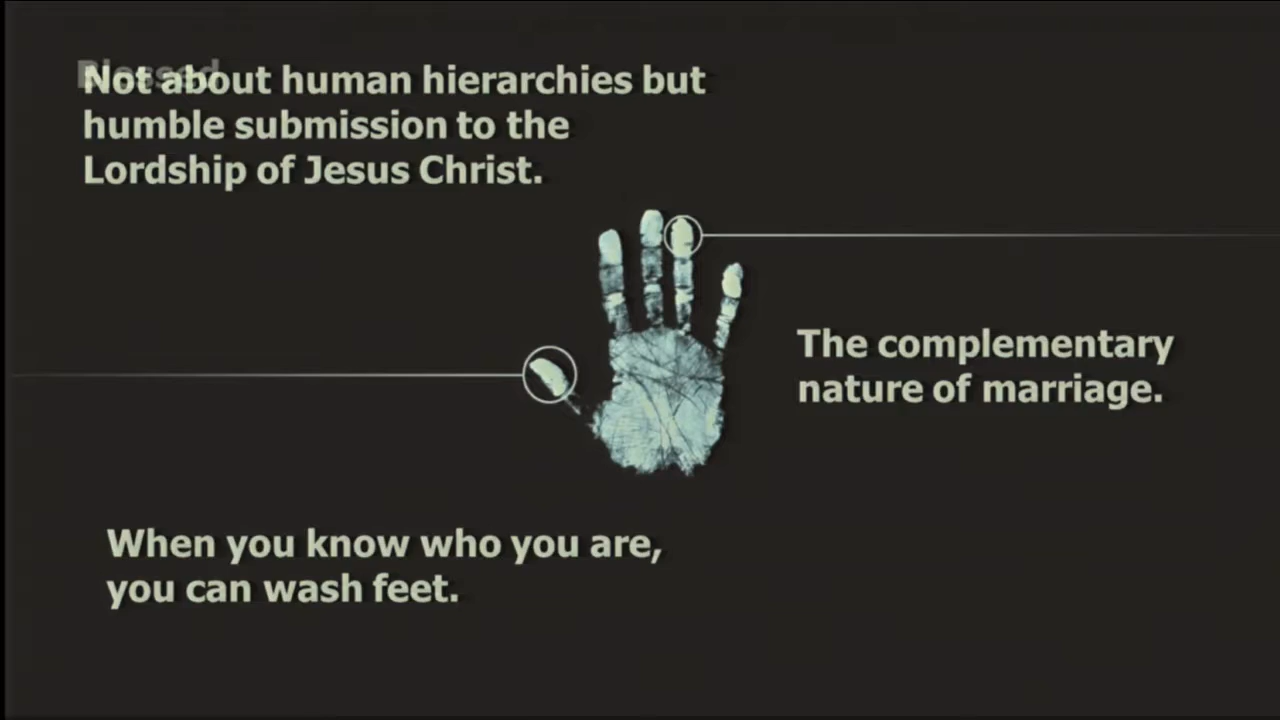 Blessed
Not about human hierarchies but
humble submission to the
Lordship of Jesus Christ.
The complementary
nature of marriage.
When you know who you are,
you can wash feet.